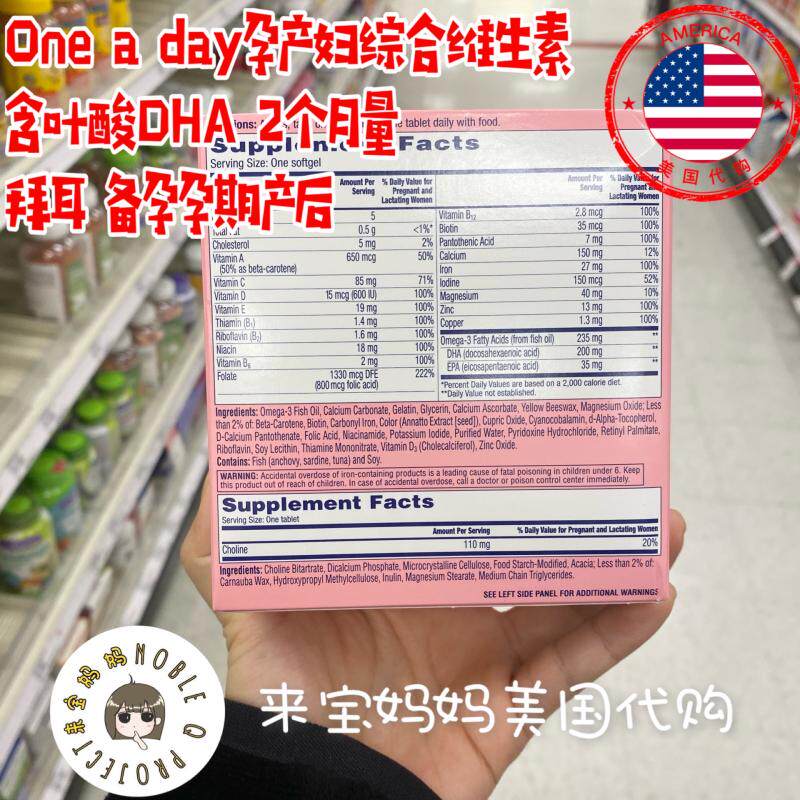 One a day孕产妇综合维生素
含叶酸DHA 2个月量
拜耳 备孕孕期产后
AMERICA
美国代购
tablet daily with food.
Supplement Facts
Serving Size: One softgel
Amount Per Serving
% Daily Value for Pregnant and Lactating Women
5
Total Fat 0.5 g <1%*
Cholesterol 5 mg 2%
Vitamin A 650 mcg 50%
(50% as beta-carotene)
Vitamin C 85 mg 71%
Vitamin D 15 mcg (600 IU) 100%
Vitamin E 19 mg 100%
Thiamin (B₁) 1.4 mg 100%
Riboflavin (B₂) 1.6 mg 100%
Niacin 18 mg 100%
Vitamin B₆ 2 mg 100%
Folate 1330 mcg DFE 222%
(800 mcg folic acid)
Amount Per Serving
% Daily Value for Pregnant and Lactating Women
Vitamin B₁₂ 2.8 mcg 100%
Biotin 35 mcg 100%
Pantothenic Acid 7 mg 100%
Calcium 150 mg 12%
Iron 27 mg 100%
Iodine 150 mcg 52%
Magnesium 40 mg 10%
Zinc 13 mg 100%
Copper 1.3 mg 100%
Omega-3 Fatty Acids (from fish oil) 235 mg **
DHA (docosahexaenoic acid) 200 mg **
EPA (eicosapentaenoic acid) 35 mg **
*Percent Daily Values are based on a 2,000 calorie diet.
**Daily Value not established.
Ingredients: Omega-3 Fish Oil, Calcium Carbonate, Gelatin, Glycerin, Calcium Ascorbate, Yellow Beeswax, Magnesium Oxide; Less
than 2% of: Beta-Carotene, Biotin, Carbonyl Iron, Color (Annatto Extract [seed]), Cupric Oxide, Cyanocobalamin, d-Alpha-Tocopherol,
D-Calcium Pantothenate, Folic Acid, Niacinamide, Potassium Iodide, Purified Water, Pyridoxine Hydrochloride, Retinyl Palmitate,
Riboflavin, Soy Lecithin, Thiamine Mononitrate, Vitamin D₃ (Cholecalciferol), Zinc Oxide.
Contains: Fish (anchovy, sardine, tuna) and Soy.
WARNING: Accidental overdose of iron-containing products is a leading cause of fatal poisoning in children under 6. Keep
this product out of reach of children. In case of accidental overdose, call a doctor or poison control center immediately.
Supplement Facts
Serving Size: One tablet
Amount Per Serving % Daily Value for Pregnant and Lactating Women
Choline 110 mg 20%
Ingredients: Choline Bitartrate, Dicalcium Phosphate, Microcrystalline Cellulose, Food Starch-Modified, Acacia; Less than 2% of:
Carnauba Wax, Hydroxypropyl Methylcellulose, Inulin, Magnesium Stearate, Medium Chain Triglycerides.
SEE LEFT SIDE PANEL FOR ADDITIONAL WARNINGS
来宝妈妈NOBLE Q PROJECT
来宝妈妈美国代购